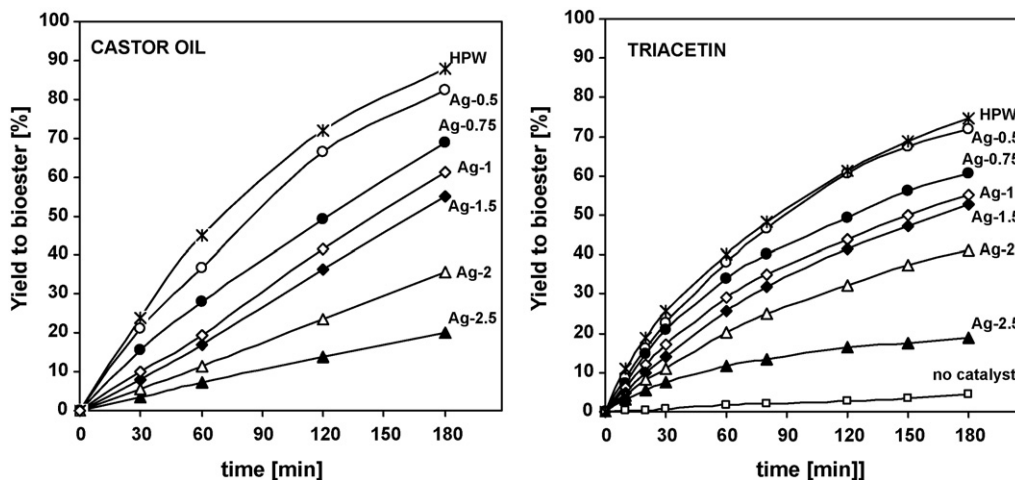 CASTOR OIL
Yield to bioester [%]
100
90
80
70
60
50
40
30
20
10
0
HPW
Ag-0.5
Ag-0.75
Ag-1
Ag-1.5
Ag-2
Ag-2.5
0 30 60 90 120 150 180
time [min]
TRIACETIN
Yield to bioester [%]
100
90
80
70
60
50
40
30
20
10
0
HPW
Ag-0.5
Ag-0.75
Ag-1
Ag-1.5
Ag-2
Ag-2.5
no catalyst
0 30 60 90 120 150 180
time [min]]